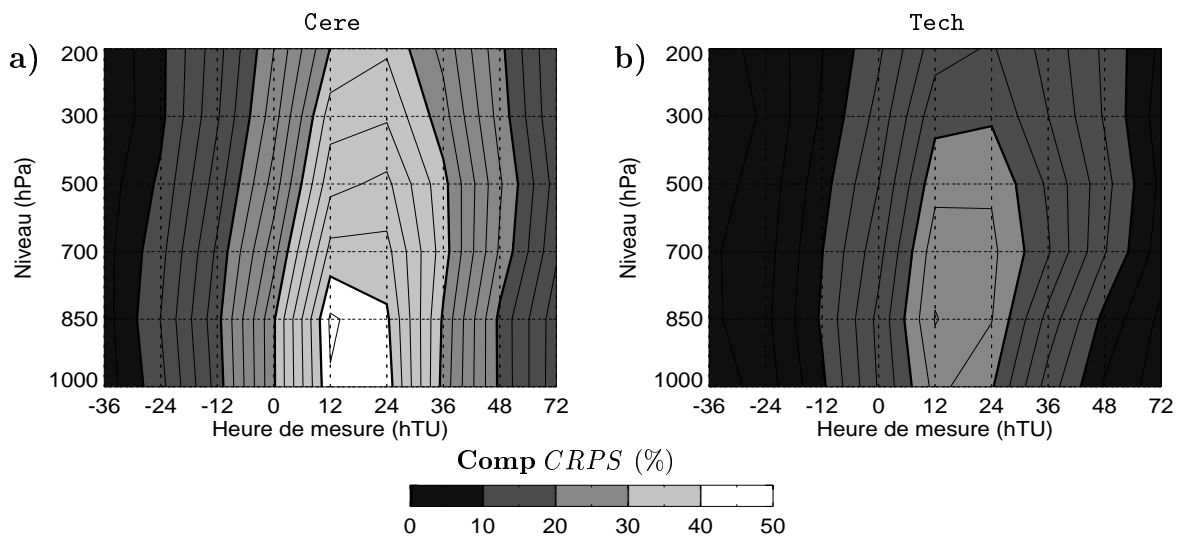 Cere
Tech
a)
b)
200
300
500
700
850
1000
Niveau (hPa)
-36 -24 -12 0 12 24 36 48 72
Heure de mesure (hTU)
200
300
500
700
850
1000
Niveau (hPa)
-36 -24 -12 0 12 24 36 48 72
Heure de mesure (hTU)
Comp CRPS (%)
0 10 20 30 40 50